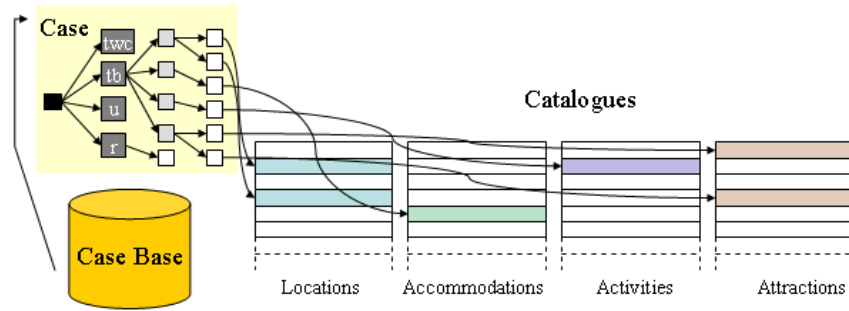 Case
twc
tb
u
r
Catalogues
Case Base
Locations
Accommodations
Activities
Attractions